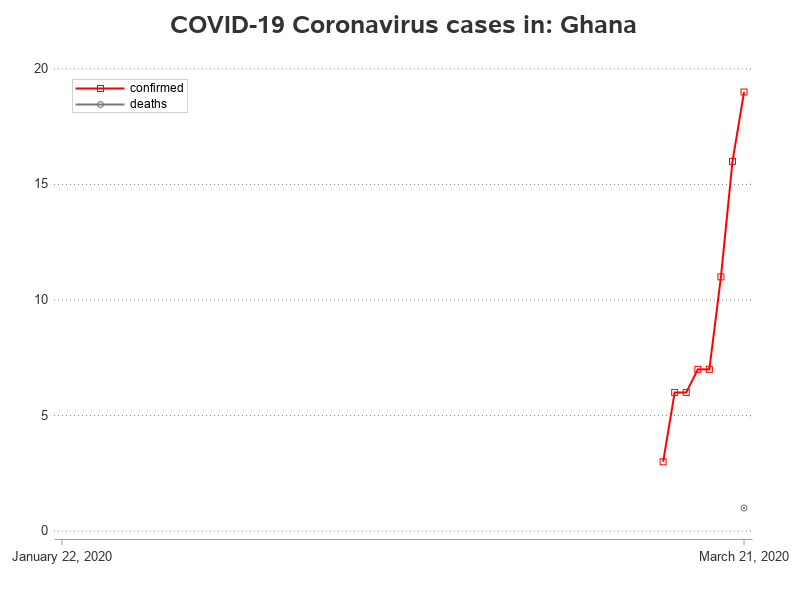 COVID-19 Coronavirus cases in: Ghana
20
confirmed
deaths
15
10
5
0
January 22, 2020
March 21, 2020